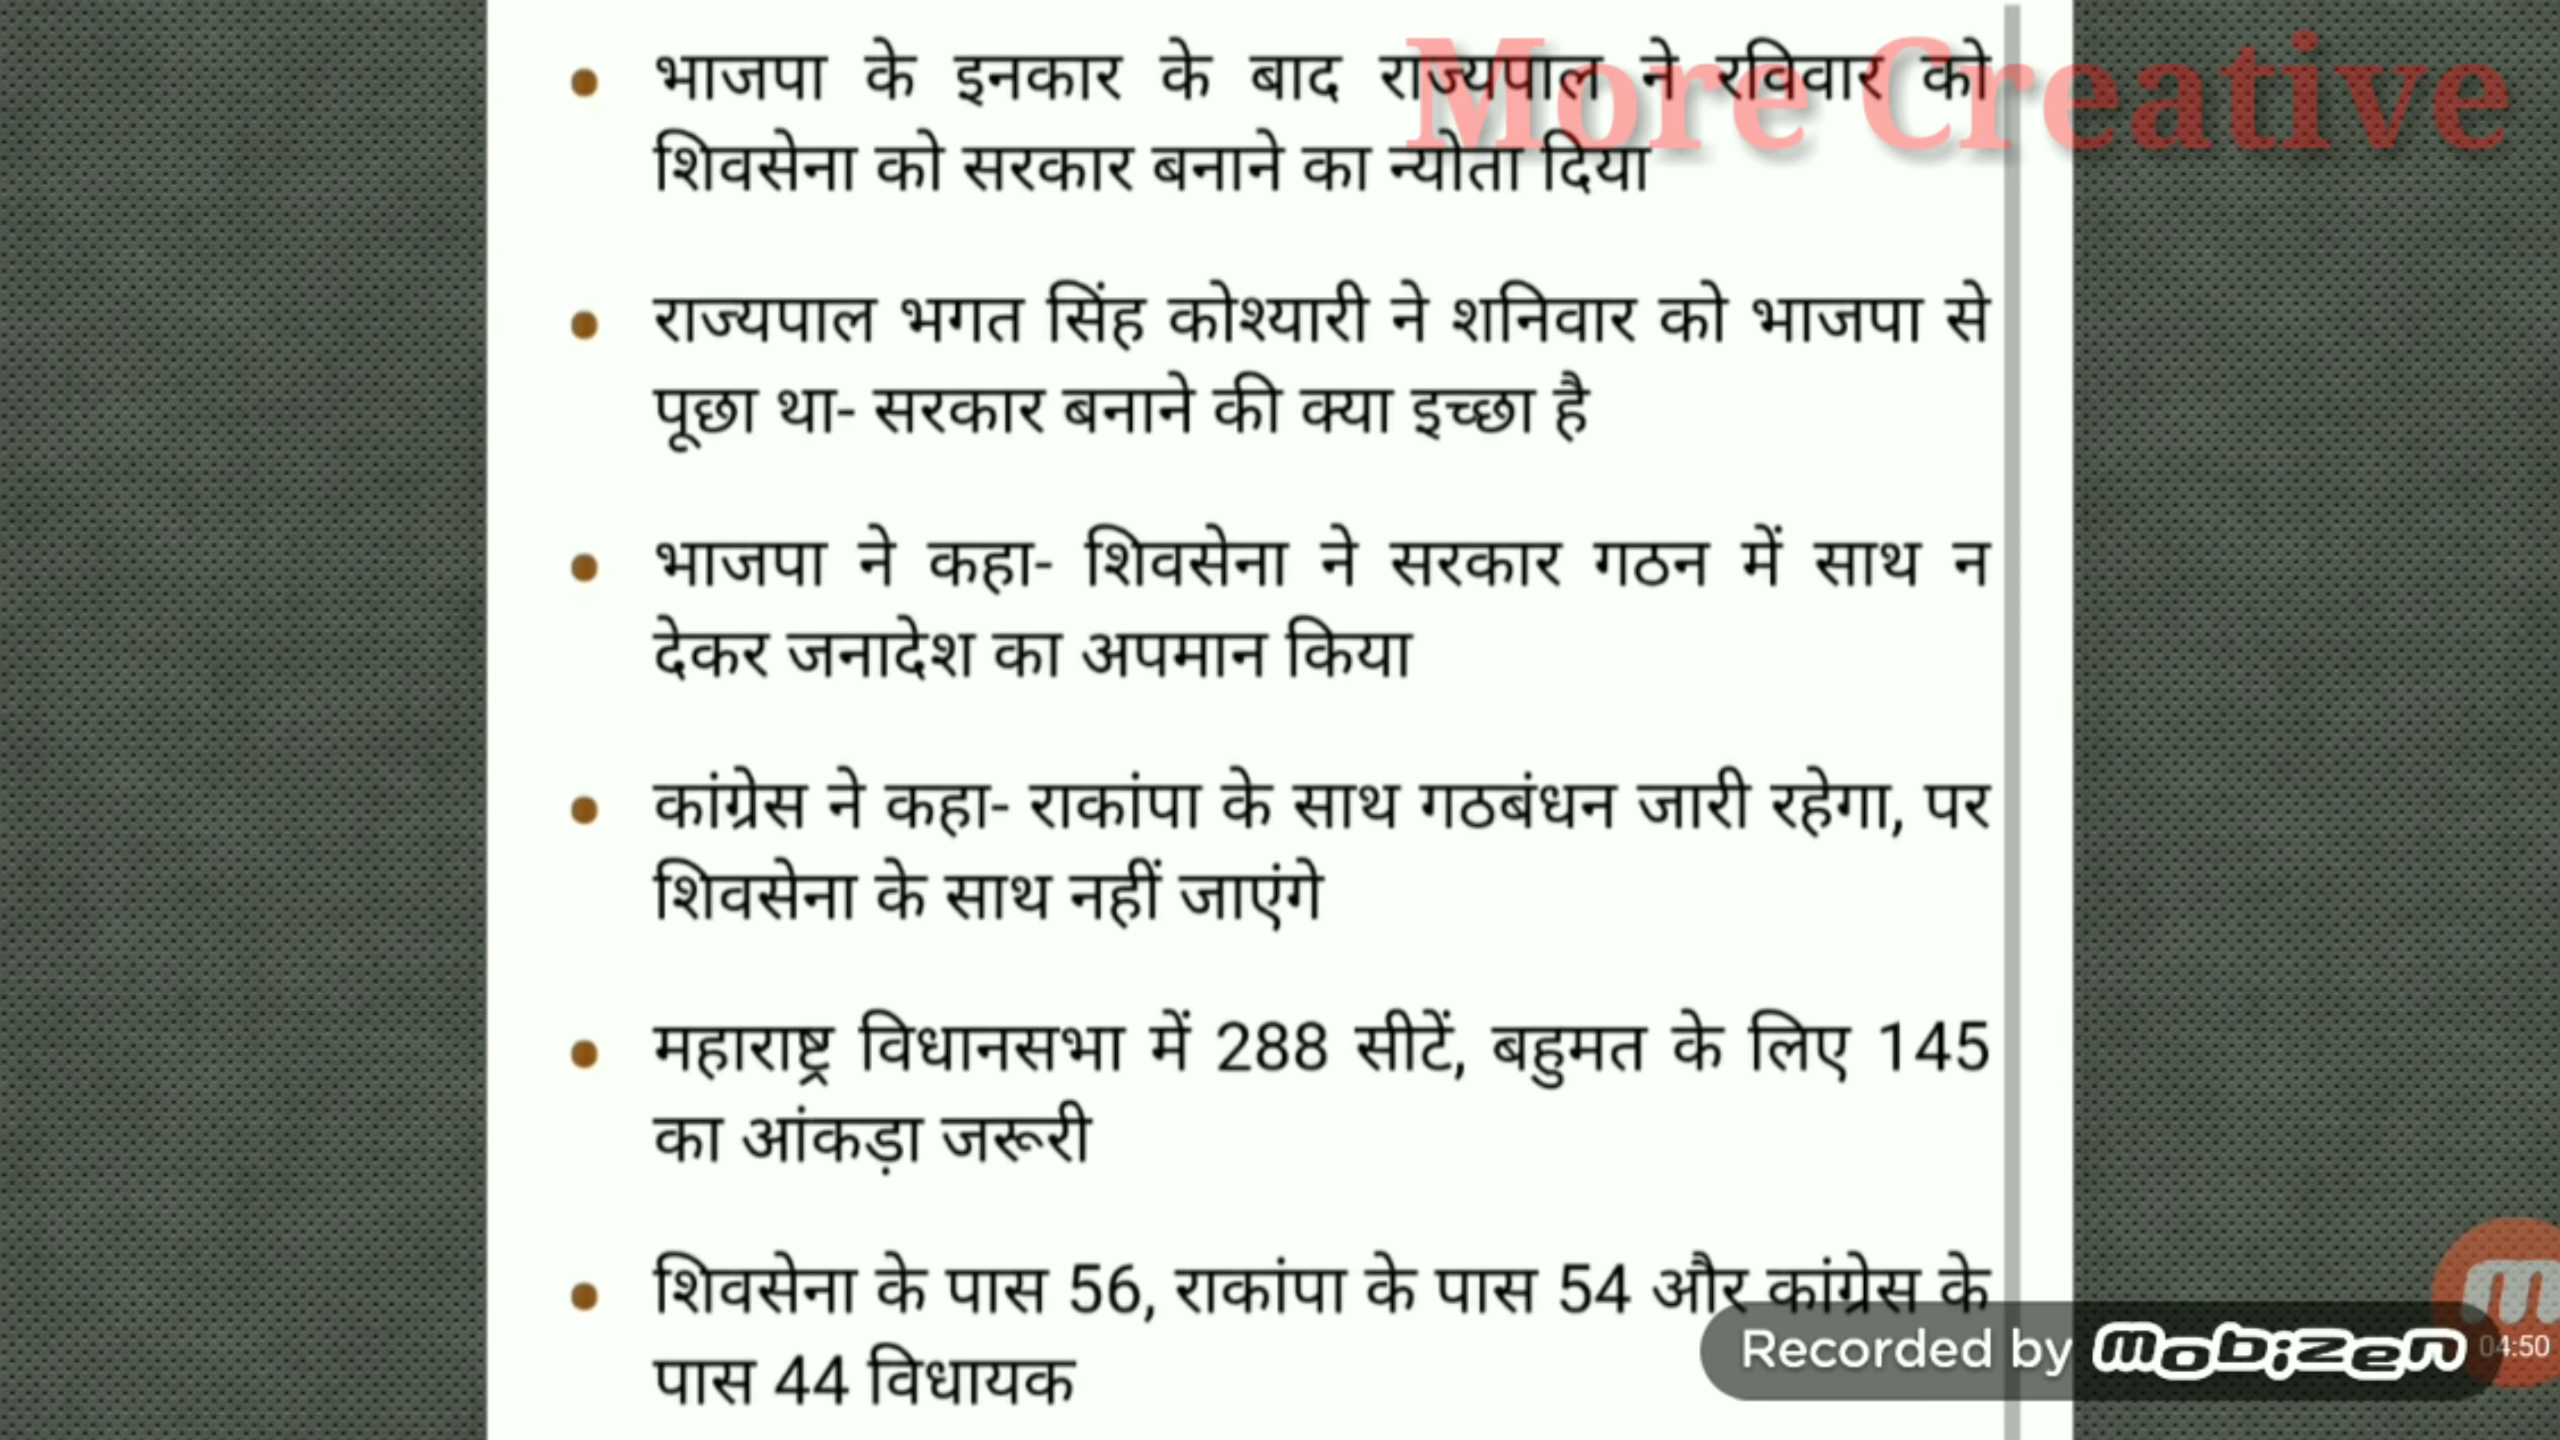 More Creative
भाजपा के इनकार के बाद राज्यपाल ने रविवार को
शिवसेना को सरकार बनाने का न्योता दिया
राज्यपाल भगत सिंह कोश्यारी ने शनिवार को भाजपा से
पूछा था- सरकार बनाने की क्या इच्छा है
भाजपा ने कहा- शिवसेना ने सरकार गठन में साथ न
देकर जनादेश का अपमान किया
कांग्रेस ने कहा- राकांपा के साथ गठबंधन जारी रहेगा, पर
शिवसेना के साथ नहीं जाएंगे
महाराष्ट्र विधानसभा में 288 सीटें, बहुमत के लिए 145
का आंकड़ा जरूरी
शिवसेना के पास 56, राकांपा के पास 54 और कांग्रेस के
पास 44 विधायक
Recorded by mobizen
04:50